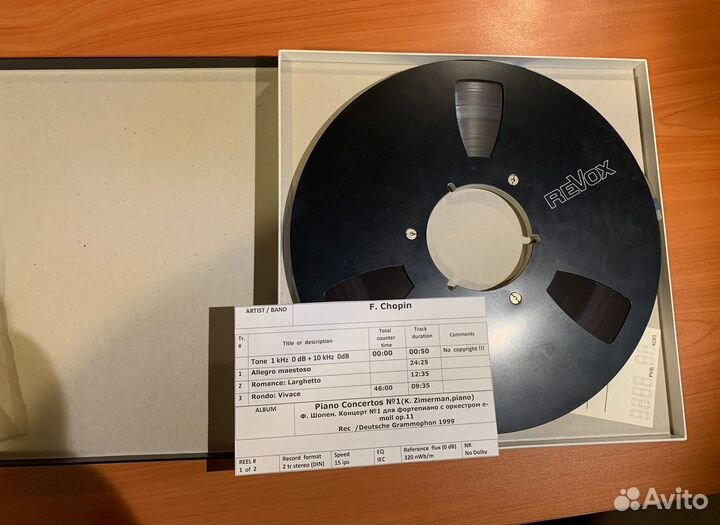 REVOX
ARTIST / BAND F. Chopin
Tr. # Title or description Total counter time Track duration Comments
Tone 1 kHz 0 dB + 10 kHz 0dB 00:00 00:50 No copyright !!!
1 Allegro maestoso 24:25
2 Romance: Larghetto 12:35
3 Rondo: Vivace 46:00 09:35
ALBUM Piano Concertos №1(K. Zimerman,piano)
Ф. Шопен. Концерт №1 для фортепиано с оркестром e-
moll op.11
Rec /Deutsche Grammophon 1999
REEL # Record format Speed EQ Reference flux (0 dB) NR
1 of 2 2 tr stereo (DIN) 15 ips IEC 320 nWb/m No Dolby
РУБ. КОП
Avito